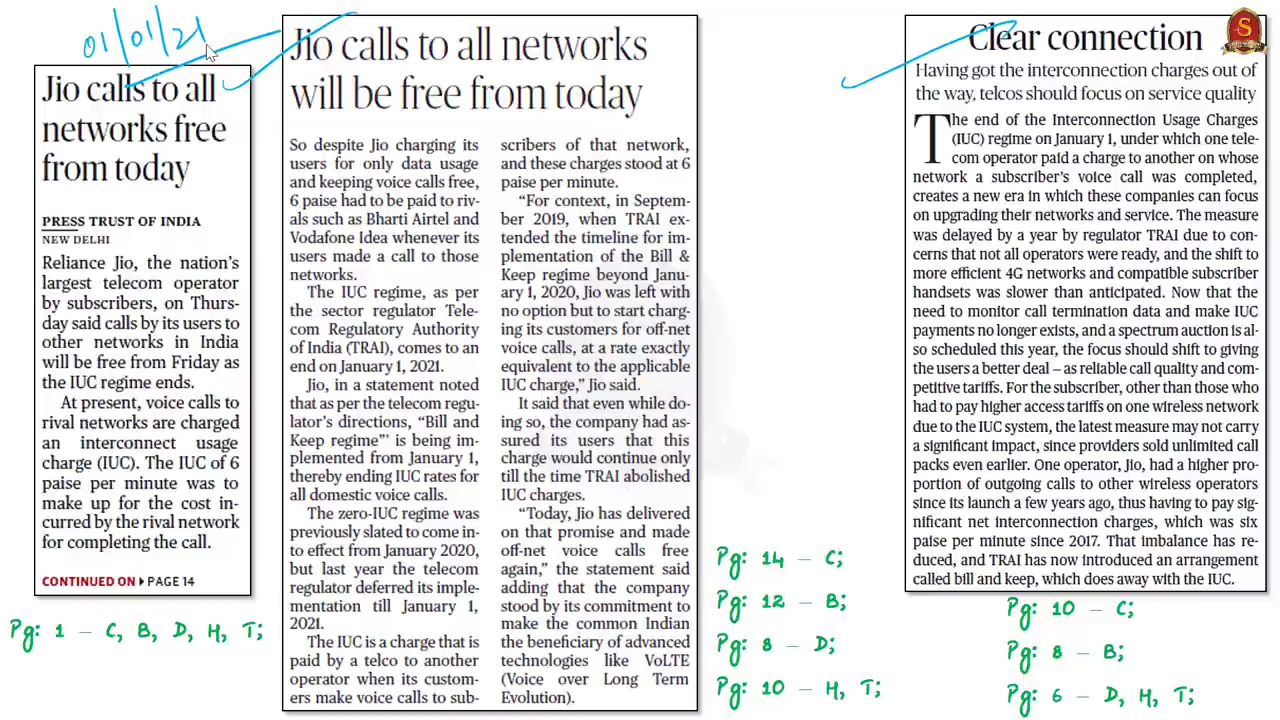 01/01/21
Jio calls to all
networks free
from today
PRESS TRUST OF INDIA
NEW DELHI
Reliance Jio, the nation's
largest telecom operator
by subscribers, on Thurs-
day said calls by its users to
other networks in India
will be free from Friday as
the IUC regime ends.
At present, voice calls to
rival networks are charged
an interconnect usage
charge (IUC). The IUC of 6
paise per minute was to
make up for the cost in-
curred by the rival network
for completing the call.
CONTINUED ON PAGE 14
Pg: 1 – C, B, D, H, T;
Jio calls to all networks
will be free from today
So despite Jio charging its
users for only data usage
and keeping voice calls free,
6 paise had to be paid to riv-
als such as Bharti Airtel and
Vodafone Idea whenever its
users made a call to those
networks.
The IUC regime, as per
the sector regulator Tele-
com Regulatory Authority
of India (TRAI), comes to an
end on January 1, 2021.
Jio, in a statement noted
that as per the telecom regu-
lator's directions, "Bill and
Keep regime"' is being im-
plemented from January 1,
thereby ending IUC rates for
all domestic voice calls.
The zero-IUC regime was
previously slated to come in-
to effect from January 2020,
but last year the telecom
regulator deferred its imple-
mentation till January 1,
2021.
The IUC is a charge that is
paid by a telco to another
operator when its custom-
ers make voice calls to sub-
scribers of that network,
and these charges stood at 6
paise per minute.
"For context, in Septem-
ber 2019, when TRAI ex-
tended the timeline for im-
plementation of the Bill &
Keep regime beyond Janu-
ary 1, 2020, Jio was left with
no option but to start charg-
ing its customers for off-net
voice calls, at a rate exactly
equivalent to the applicable
IUC charge," Jio said.
It said that even while do-
ing so, the company had as-
sured its users that this
charge would continue only
till the time TRAI abolished
IUC charges.
"Today, Jio has delivered
on that promise and made
off-net voice calls free
again," the statement said
adding that the company
stood by its commitment to
make the common Indian
the beneficiary of advanced
technologies like VoLTE
(Voice over Long Term
Evolution).
Pg: 14 – C;
Pg: 12 – B;
Pg: 8 – D;
Pg: 10 – H, T;
Clear connection
Having got the interconnection charges out of
the way, telcos should focus on service quality
The end of the Interconnection Usage Charges
(IUC) regime on January 1, under which one tele-
com operator paid a charge to another on whose
network a subscriber's voice call was completed,
creates a new era in which these companies can focus
on upgrading their networks and service. The measure
was delayed by a year by regulator TRAI due to con-
cerns that not all operators were ready, and the shift to
more efficient 4G networks and compatible subscriber
handsets was slower than anticipated. Now that the
need to monitor call termination data and make IUC
payments no longer exists, and a spectrum auction is al-
so scheduled this year, the focus should shift to giving
the users a better deal – as reliable call quality and com-
petitive tariffs. For the subscriber, other than those who
had to pay higher access tariffs on one wireless network
due to the IUC system, the latest measure may not carry
a significant impact, since providers sold unlimited call
packs even earlier. One operator, Jio, had a higher pro-
portion of outgoing calls to other wireless operators
since its launch a few years ago, thus having to pay sig-
nificant net interconnection charges, which was six
paise per minute since 2017. That imbalance has re-
duced, and TRAI has now introduced an arrangement
called bill and keep, which does away with the IUC.
Pg: 10 – C;
Pg: 8 – B;
Pg: 6 – D, H, T;